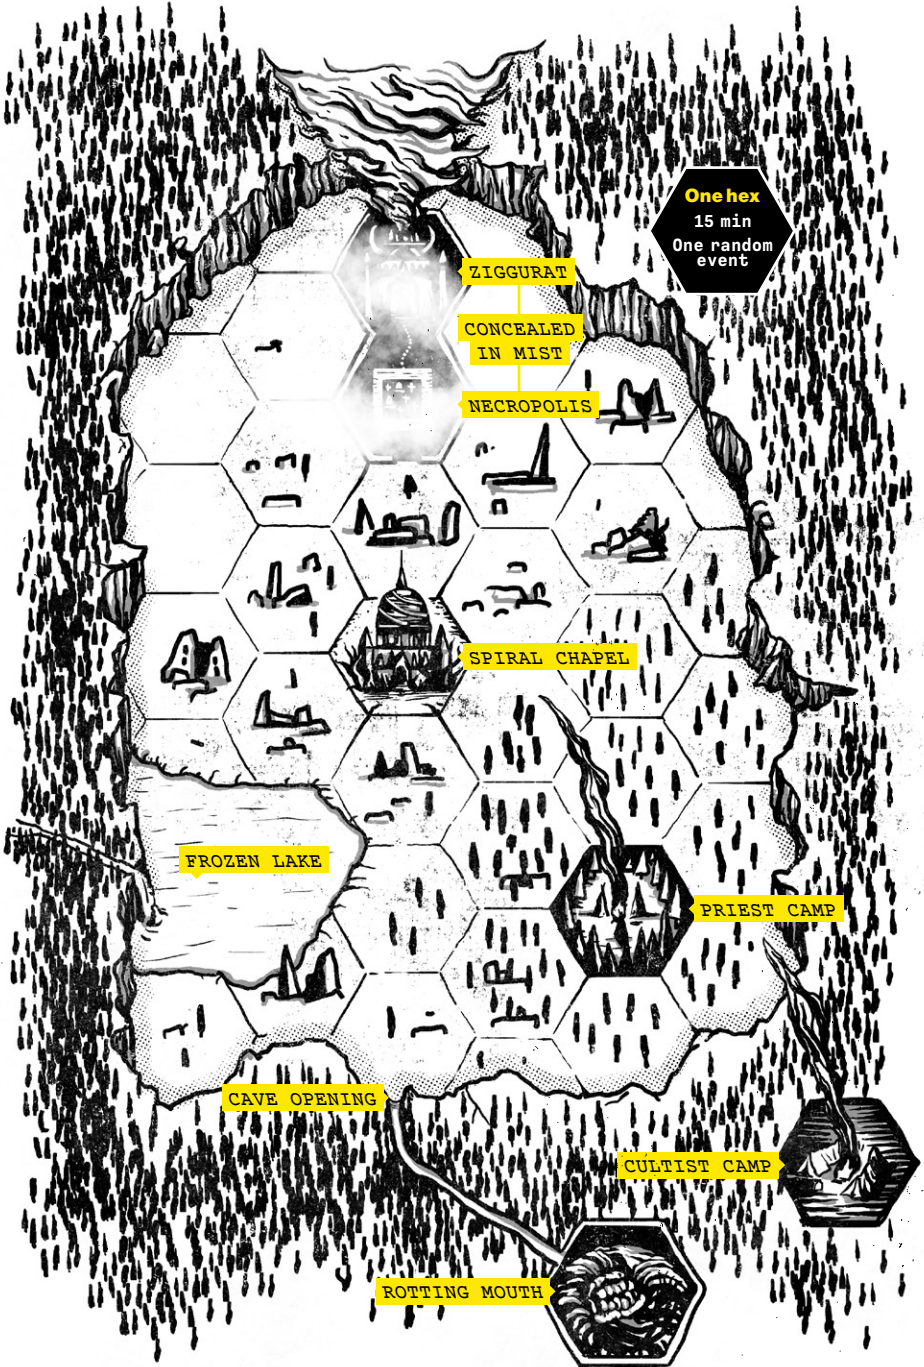 One hex
15 min
One random
event
ZIGGURAT
CONCEALED
IN MIST
NECROPOLIS
SPIRAL CHAPEL
FROZEN LAKE
PRIEST CAMP
CAVE OPENING
CULTIST CAMP
ROTTING MOUTH